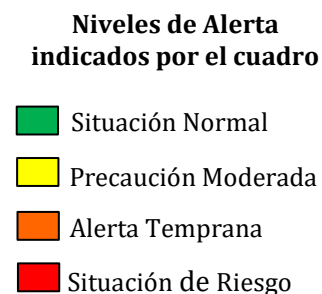 Niveles de Alerta
indicados por el cuadro
Situación Normal
Precaución Moderada
Alerta Temprana
Situación de Riesgo